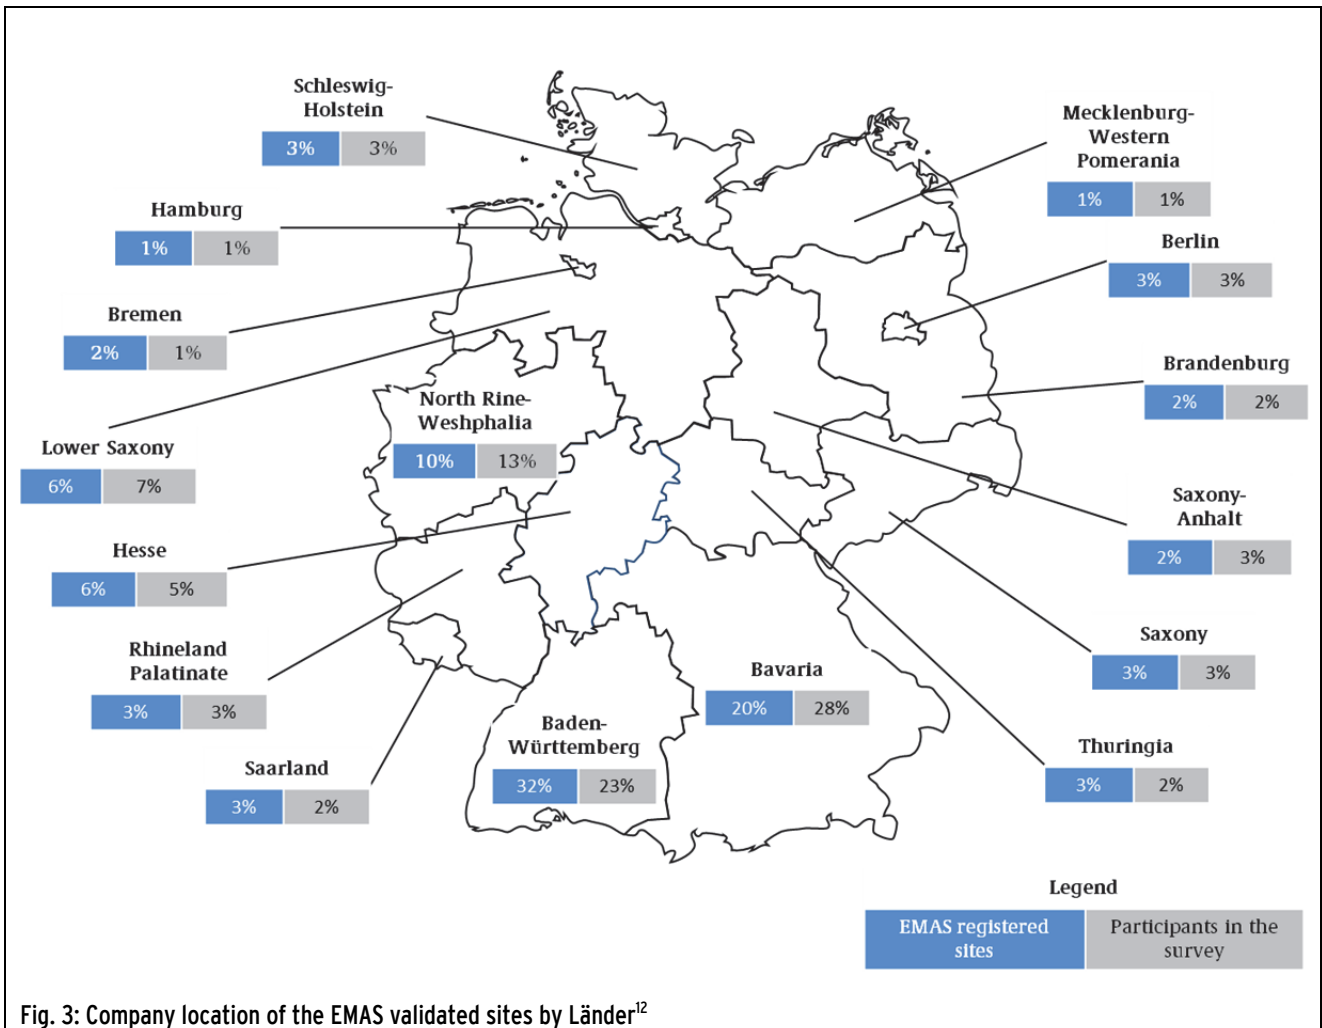 Schleswig-
Holstein
3% 3%
Mecklenburg-
Western
Pomerania
1% 1%
Hamburg
1% 1%
Berlin
3% 3%
Bremen
2% 1%
Brandenburg
2% 2%
North Rine-
Weshphalia
10% 13%
Lower Saxony
6% 7%
Saxony-
Anhalt
2% 3%
Hesse
6% 5%
Saxony
3% 3%
Rhineland
Palatinate
3% 3%
Bavaria
20% 28%
Baden-
Württemberg
32% 23%
Thuringia
3% 2%
Saarland
3% 2%
Legend
EMAS registered
sites
Participants in the
survey
Fig. 3: Company location of the EMAS validated sites by Länder12